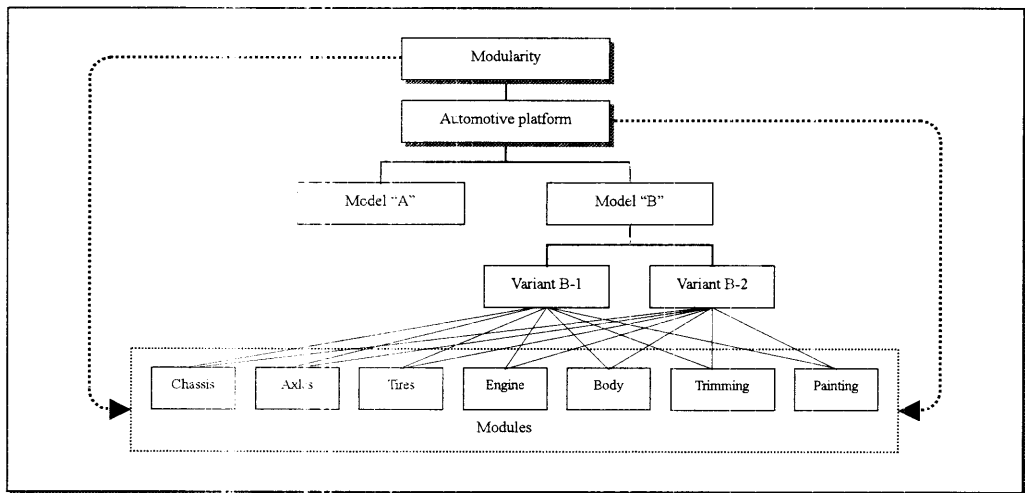 Modularity
Automotive platform
Model "A"
Model "B"
Variant B-1
Variant B-2
Chassis
Axles
Tires
Engine
Body
Trimming
Painting
Modules